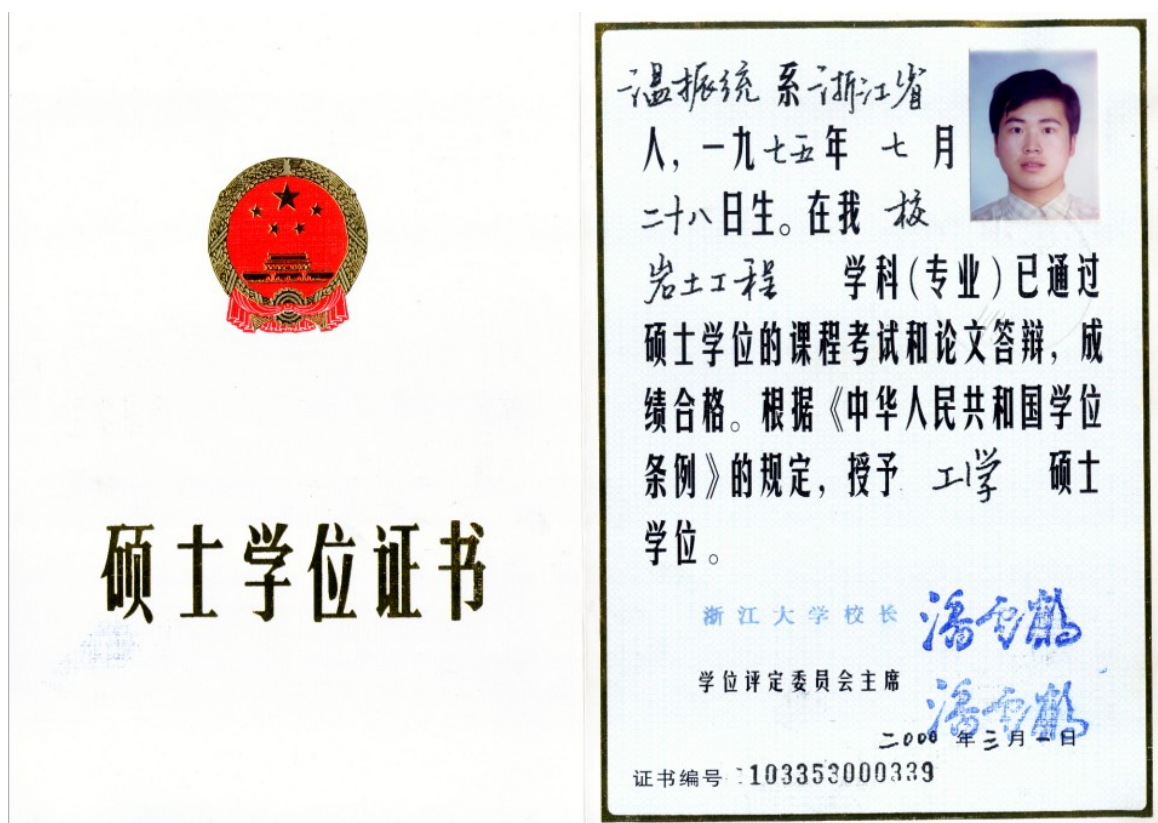 硕士学位证书
温振统 系 浙江省
人，一九七五年 七 月
二十八日生。在我 校
岩土工程 学科(专业)已通过
硕士学位的课程考试和论文答辩，成
绩合格。根据《中华人民共和国学位
条例》的规定，授予 工学 硕士
学位。
浙江大学校长 潘云鹤
学位评定委员会主席 潘云鹤
二〇〇〇年三月一日
证书编号：103353000339